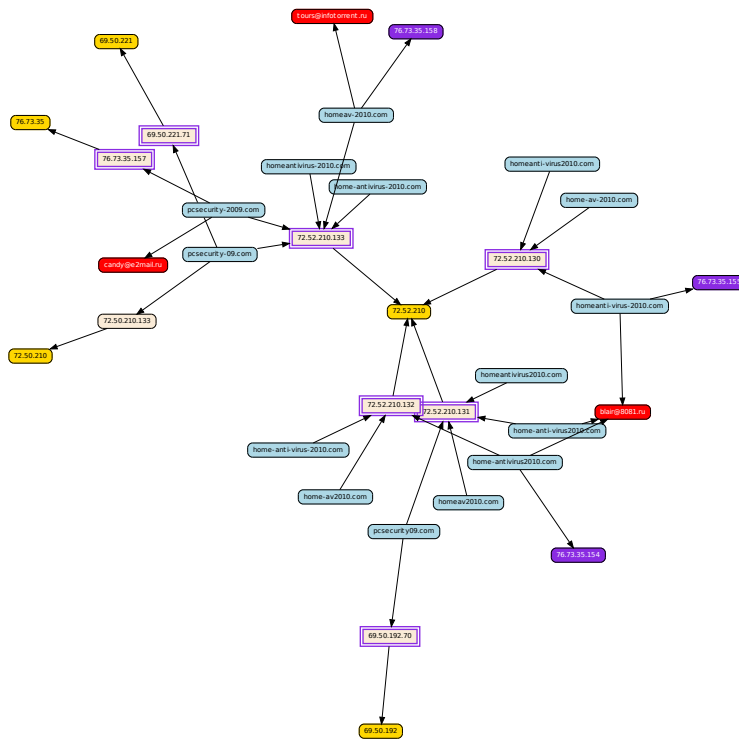 tours@infotorrent.ru
76.73.35.158
69.50.221
homeav-2010.com
76.73.35
69.50.221.71
76.73.35.157
homeantivirus-2010.com
homeanti-virus2010.com
home-antivirus-2010.com
home-av-2010.com
pcsecurity-2009.com
72.52.210.133
pcsecurity-09.com
72.52.210.130
candy@e2mail.ru
76.73.35.155
homeanti-virus-2010.com
72.52.210
72.50.210.133
72.50.210
homeantivirus2010.com
72.52.210.132
72.52.210.131
blair@8081.ru
home-anti-virus2010.com
home-anti-virus-2010.com
home-antivirus2010.com
home-av2010.com
homeav2010.com
pcsecurity09.com
76.73.35.154
69.50.192.70
69.50.192